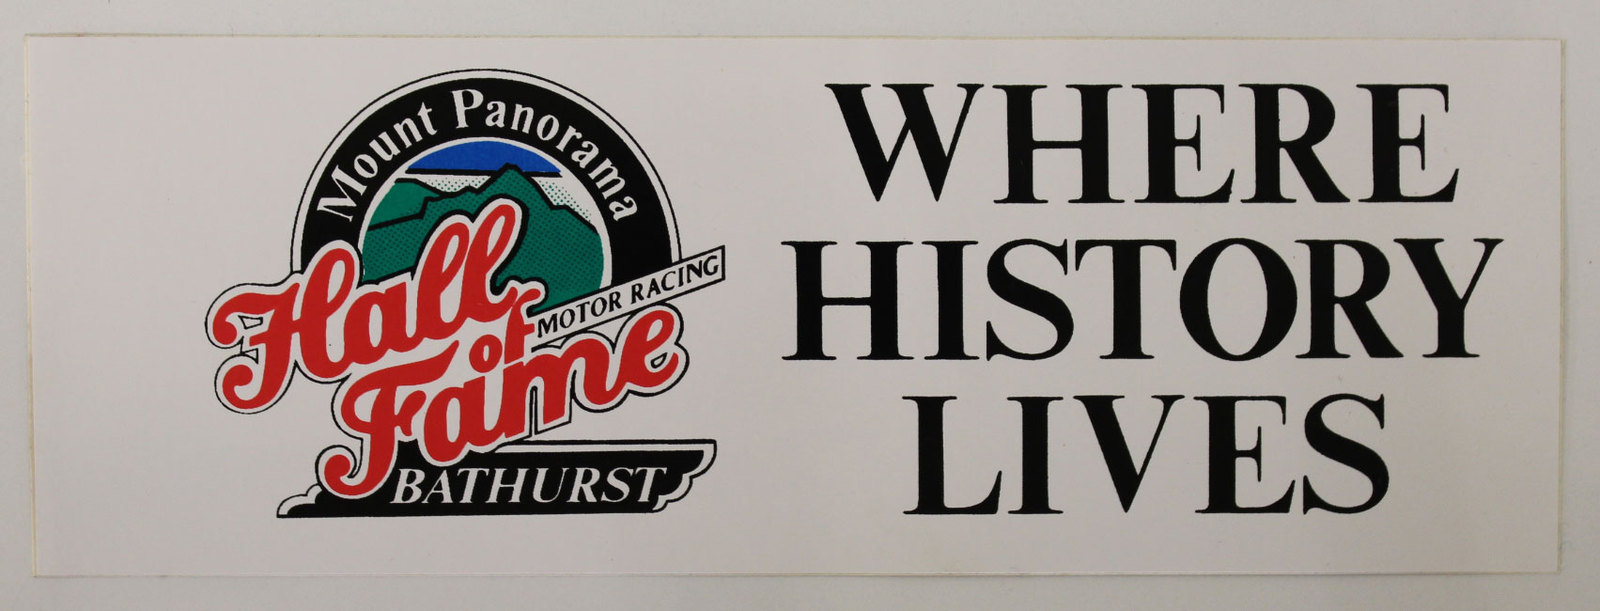 Mount Panorama
Hall
of
MOTOR RACING
Fame
BATHURST
WHERE
HISTORY
LIVES